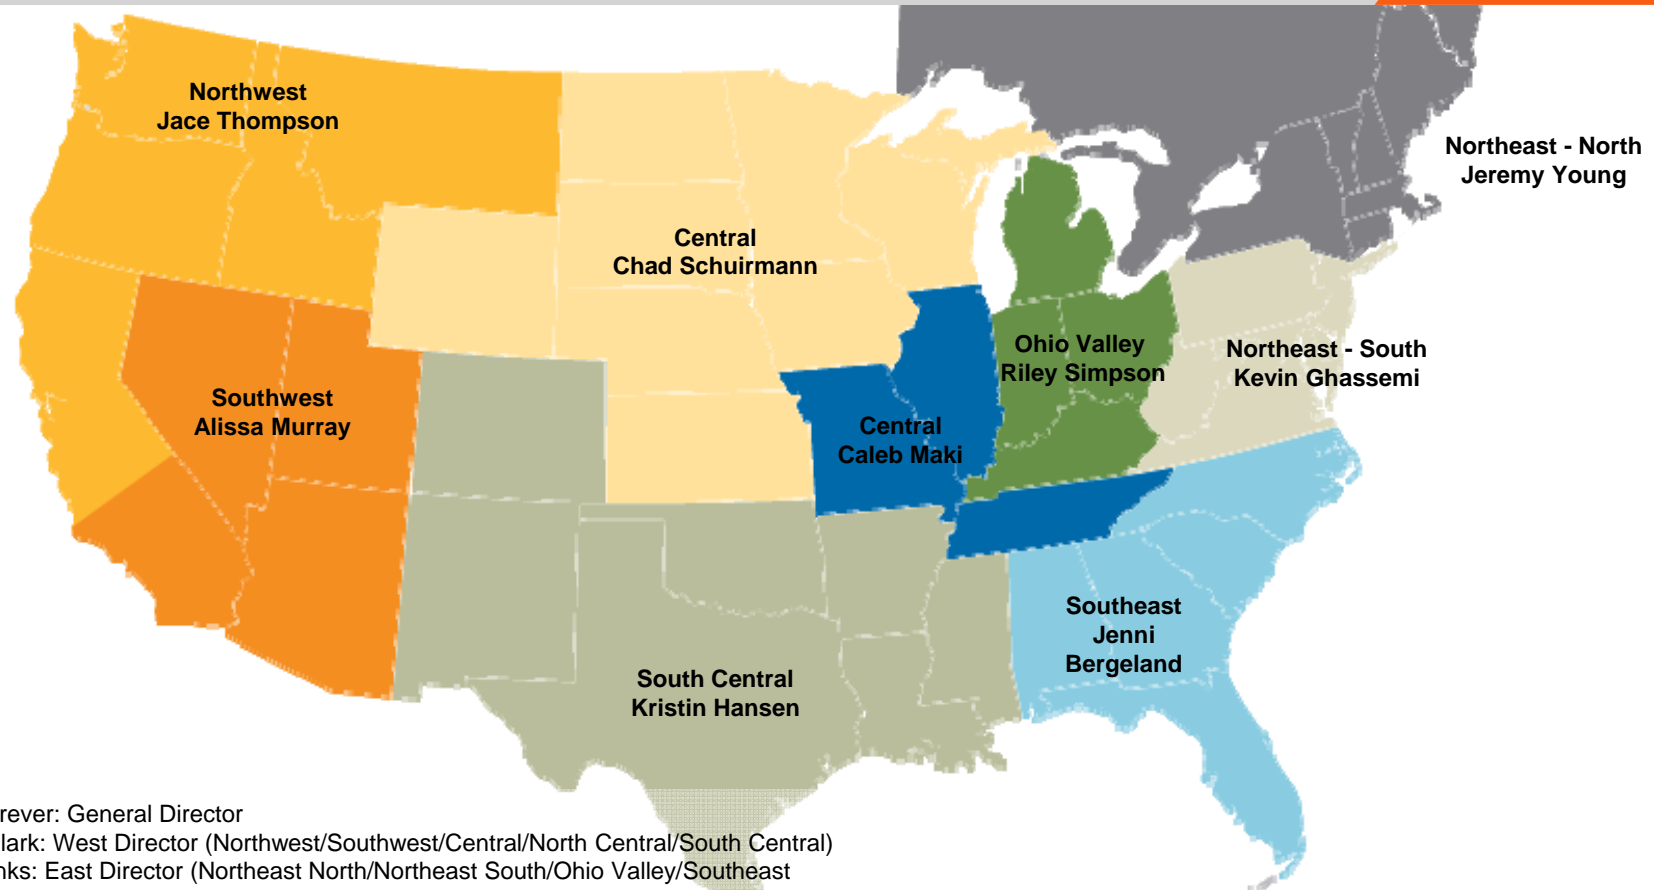 Northwest
Jace Thompson
Northeast - North
Jeremy Young
Central
Chad Schuirmann
Ohio Valley
Riley Simpson
Northeast - South
Kevin Ghassemi
Southwest
Alissa Murray
Central
Caleb Maki
Southeast
Jenni
Bergeland
South Central
Kristin Hansen
rever: General Director
lark: West Director (Northwest/Southwest/Central/North Central/South Central)
nks: East Director (Northeast North/Northeast South/Ohio Valley/Southeast